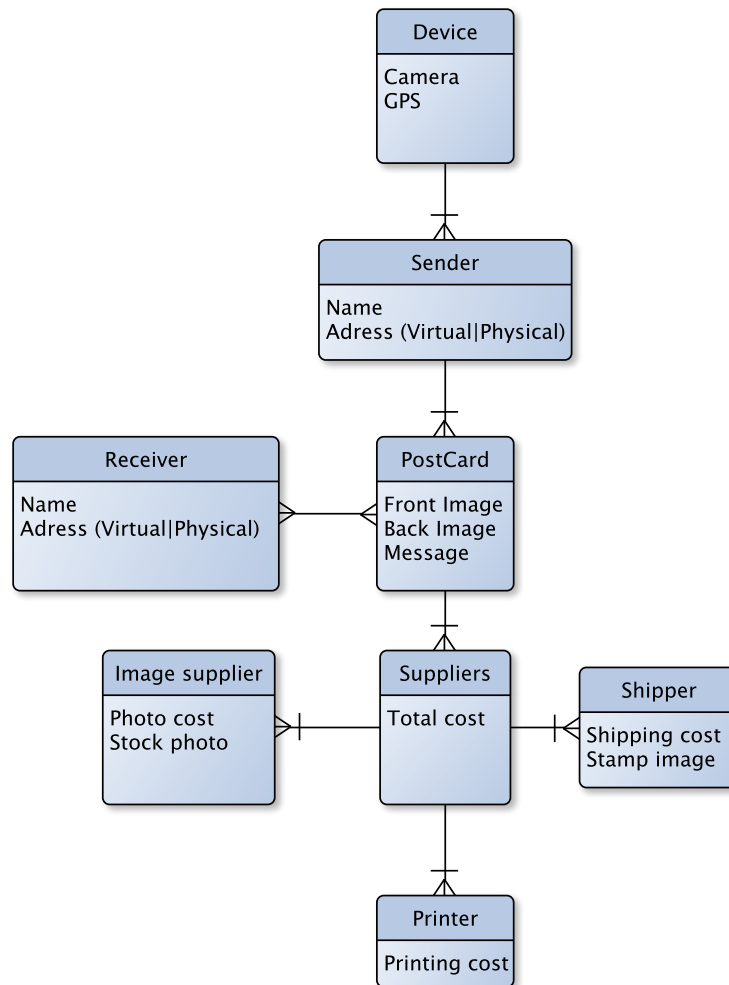 Device
Camera
GPS
Sender
Name
Adress (Virtual|Physical)
Receiver
Name
Adress (Virtual|Physical)
PostCard
Front Image
Back Image
Message
Image supplier
Photo cost
Stock photo
Suppliers
Total cost
Shipper
Shipping cost
Stamp image
Printer
Printing cost